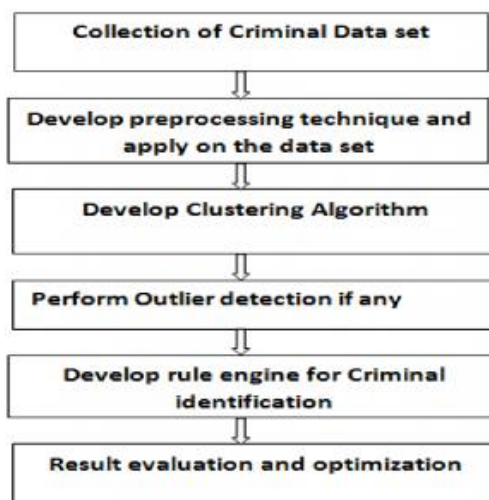 Collection of Criminal Data set
Develop preprocessing technique and
apply on the data set
Develop Clustering Algorithm
Perform Outlier detection if any
Develop rule engine for Criminal
identification
Result evaluation and optimization